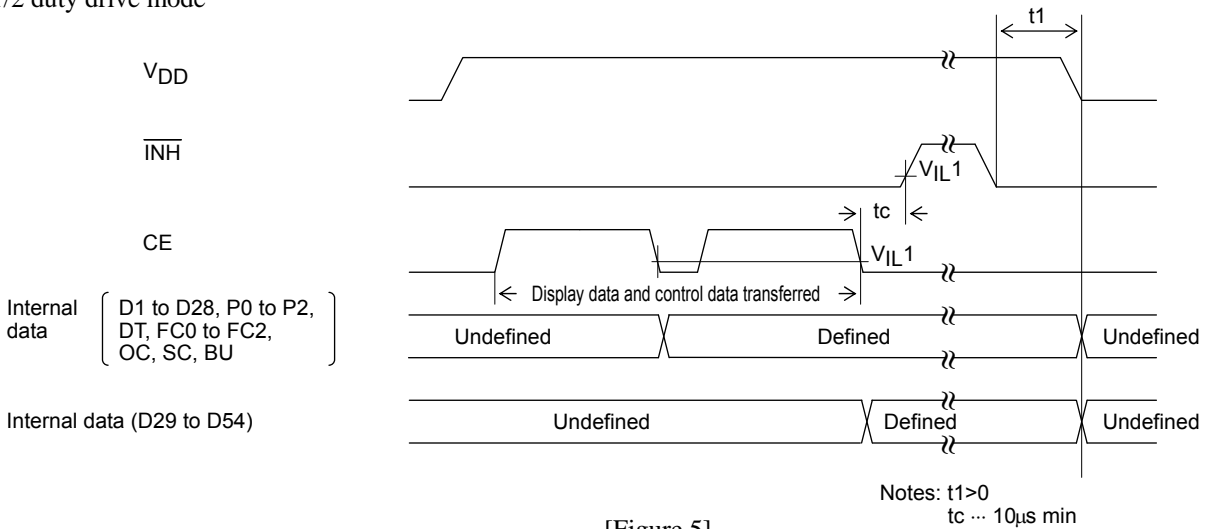 /2 duty drive mode
t1
VDD
INH
VIL1
tc
CE
VIL1
Display data and control data transferred
Internal data
D1 to D28, P0 to P2,
DT, FC0 to FC2,
OC, SC, BU
Undefined
Defined
Undefined
Internal data (D29 to D54)
Undefined
Defined
Undefined
Notes: t1>0
tc ··· 10μs min
[Figure 5]